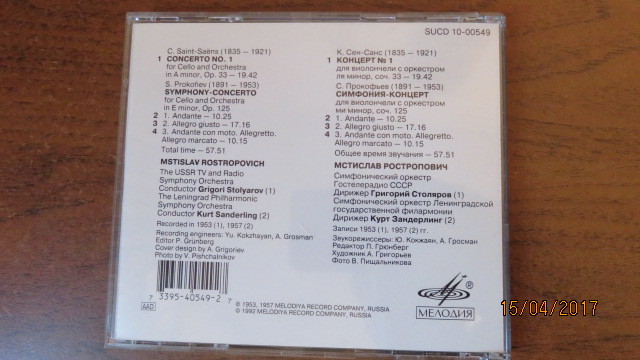 SUCD 10-00549
C. Saint-Saëns (1835 – 1921)
1 CONCERTO NO. 1
for Cello and Orchestra
in A minor, Op. 33 – 19.42
S. Prokofiev (1891 – 1953)
SYMPHONY-CONCERTO
for Cello and Orchestra
in E minor, Op. 125
2 1. Andante – 10.25
3 2. Allegro giusto – 17.16
4 3. Andante con moto. Allegretto.
Allegro marcato – 10.15
Total time – 57.51
MSTISLAV ROSTROPOVICH
The USSR TV and Radio
Symphony Orchestra
Conductor Grigori Stolyarov (1)
The Leningrad Philharmonic
Symphony Orchestra
Conductor Kurt Sanderling (2)
Recorded in 1953 (1), 1957 (2)
Recording engineers: Yu. Kokzhayan, A. Grosman
Editor P. Grünberg
Cover design by A. Grigoriev
Photo by V. Pishchalnikov
К. Сен-Санс (1835 – 1921)
1 КОНЦЕРТ № 1
для виолончели с оркестром
ля минор, соч. 33 – 19.42
С. Прокофьев (1891 – 1953)
СИМФОНИЯ-КОНЦЕРТ
для виолончели с оркестром
ми минор, соч. 125
2 1. Andante – 10.25
3 2. Allegro giusto – 17.16
4 3. Andante con moto. Allegretto.
Allegro marcato – 10.15
Общее время звучания – 57.51
МСТИСЛАВ РОСТРОПОВИЧ
Симфонический оркестр
Гостелерадио СССР
Дирижер Григорий Столяров (1)
Симфонический оркестр Ленинградской
государственной филармонии
Дирижер Курт Зандерлинг (2)
Записи 1953 (1), 1957 (2) гг.
Звукорежиссеры: Ю. Кокжаян, А. Гросман
Редактор П. Грюнберг
Художник А. Григорьев
Фото В. Пищальникова
7 33395-40549-2 7
AAD
℗ 1953, 1957 MELODIYA RECORD COMPANY, RUSSIA
© 1992 MELODIYA RECORD COMPANY, RUSSIA
МЕЛОДИЯ
15/04/2017